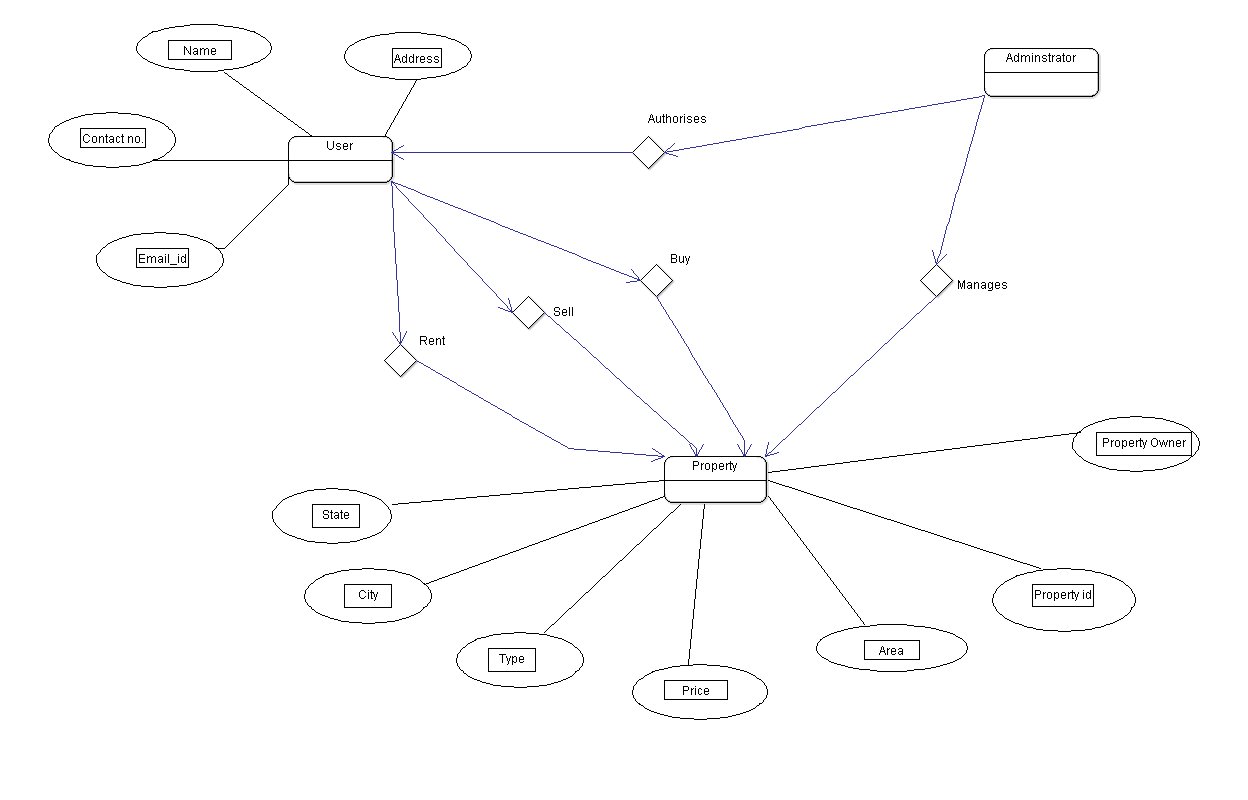 Name
Address
Adminstrator
Contact no.
Authorises
User
Email_id
Buy
Manages
Sell
Rent
Property Owner
Property
State
City
Property id
Type
Area
Price